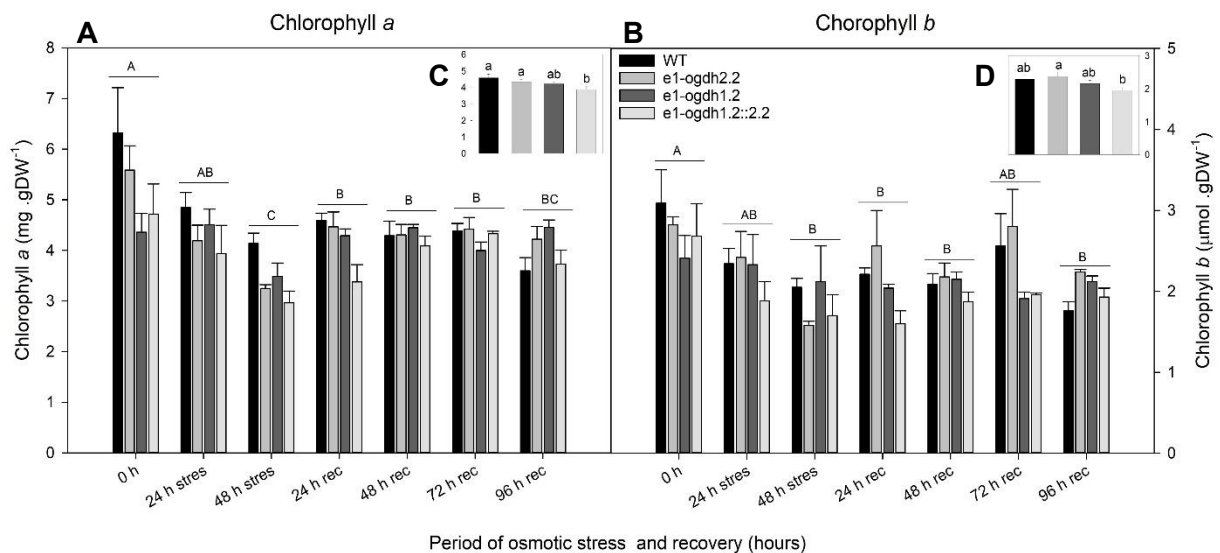 Chlorophyll a
Chorophyll b
A
B
C
D
WT
e1-ogdh2.2
e1-ogdh1.2
e1-ogdh1.2::2.2
Chlorophyll a (mg .gDW⁻¹)
8
7
6
5
4
3
2
1
0
A
AB
C
B
B
B
BC
6
5
4
3
2
1
0
a
a
ab
b
A
AB
B
B
B
AB
B
ab
a
ab
b
3
2
1
0
5
4
3
2
1
0
Chlorophyll b (μmol .gDW⁻¹)
0 h
24 h stres
48 h stres
24 h rec
48 h rec
72 h rec
96 h rec
0 h
24 h stres
48 h stres
24 h rec
48 h rec
72 h rec
96 h rec
Period of osmotic stress and recovery (hours)